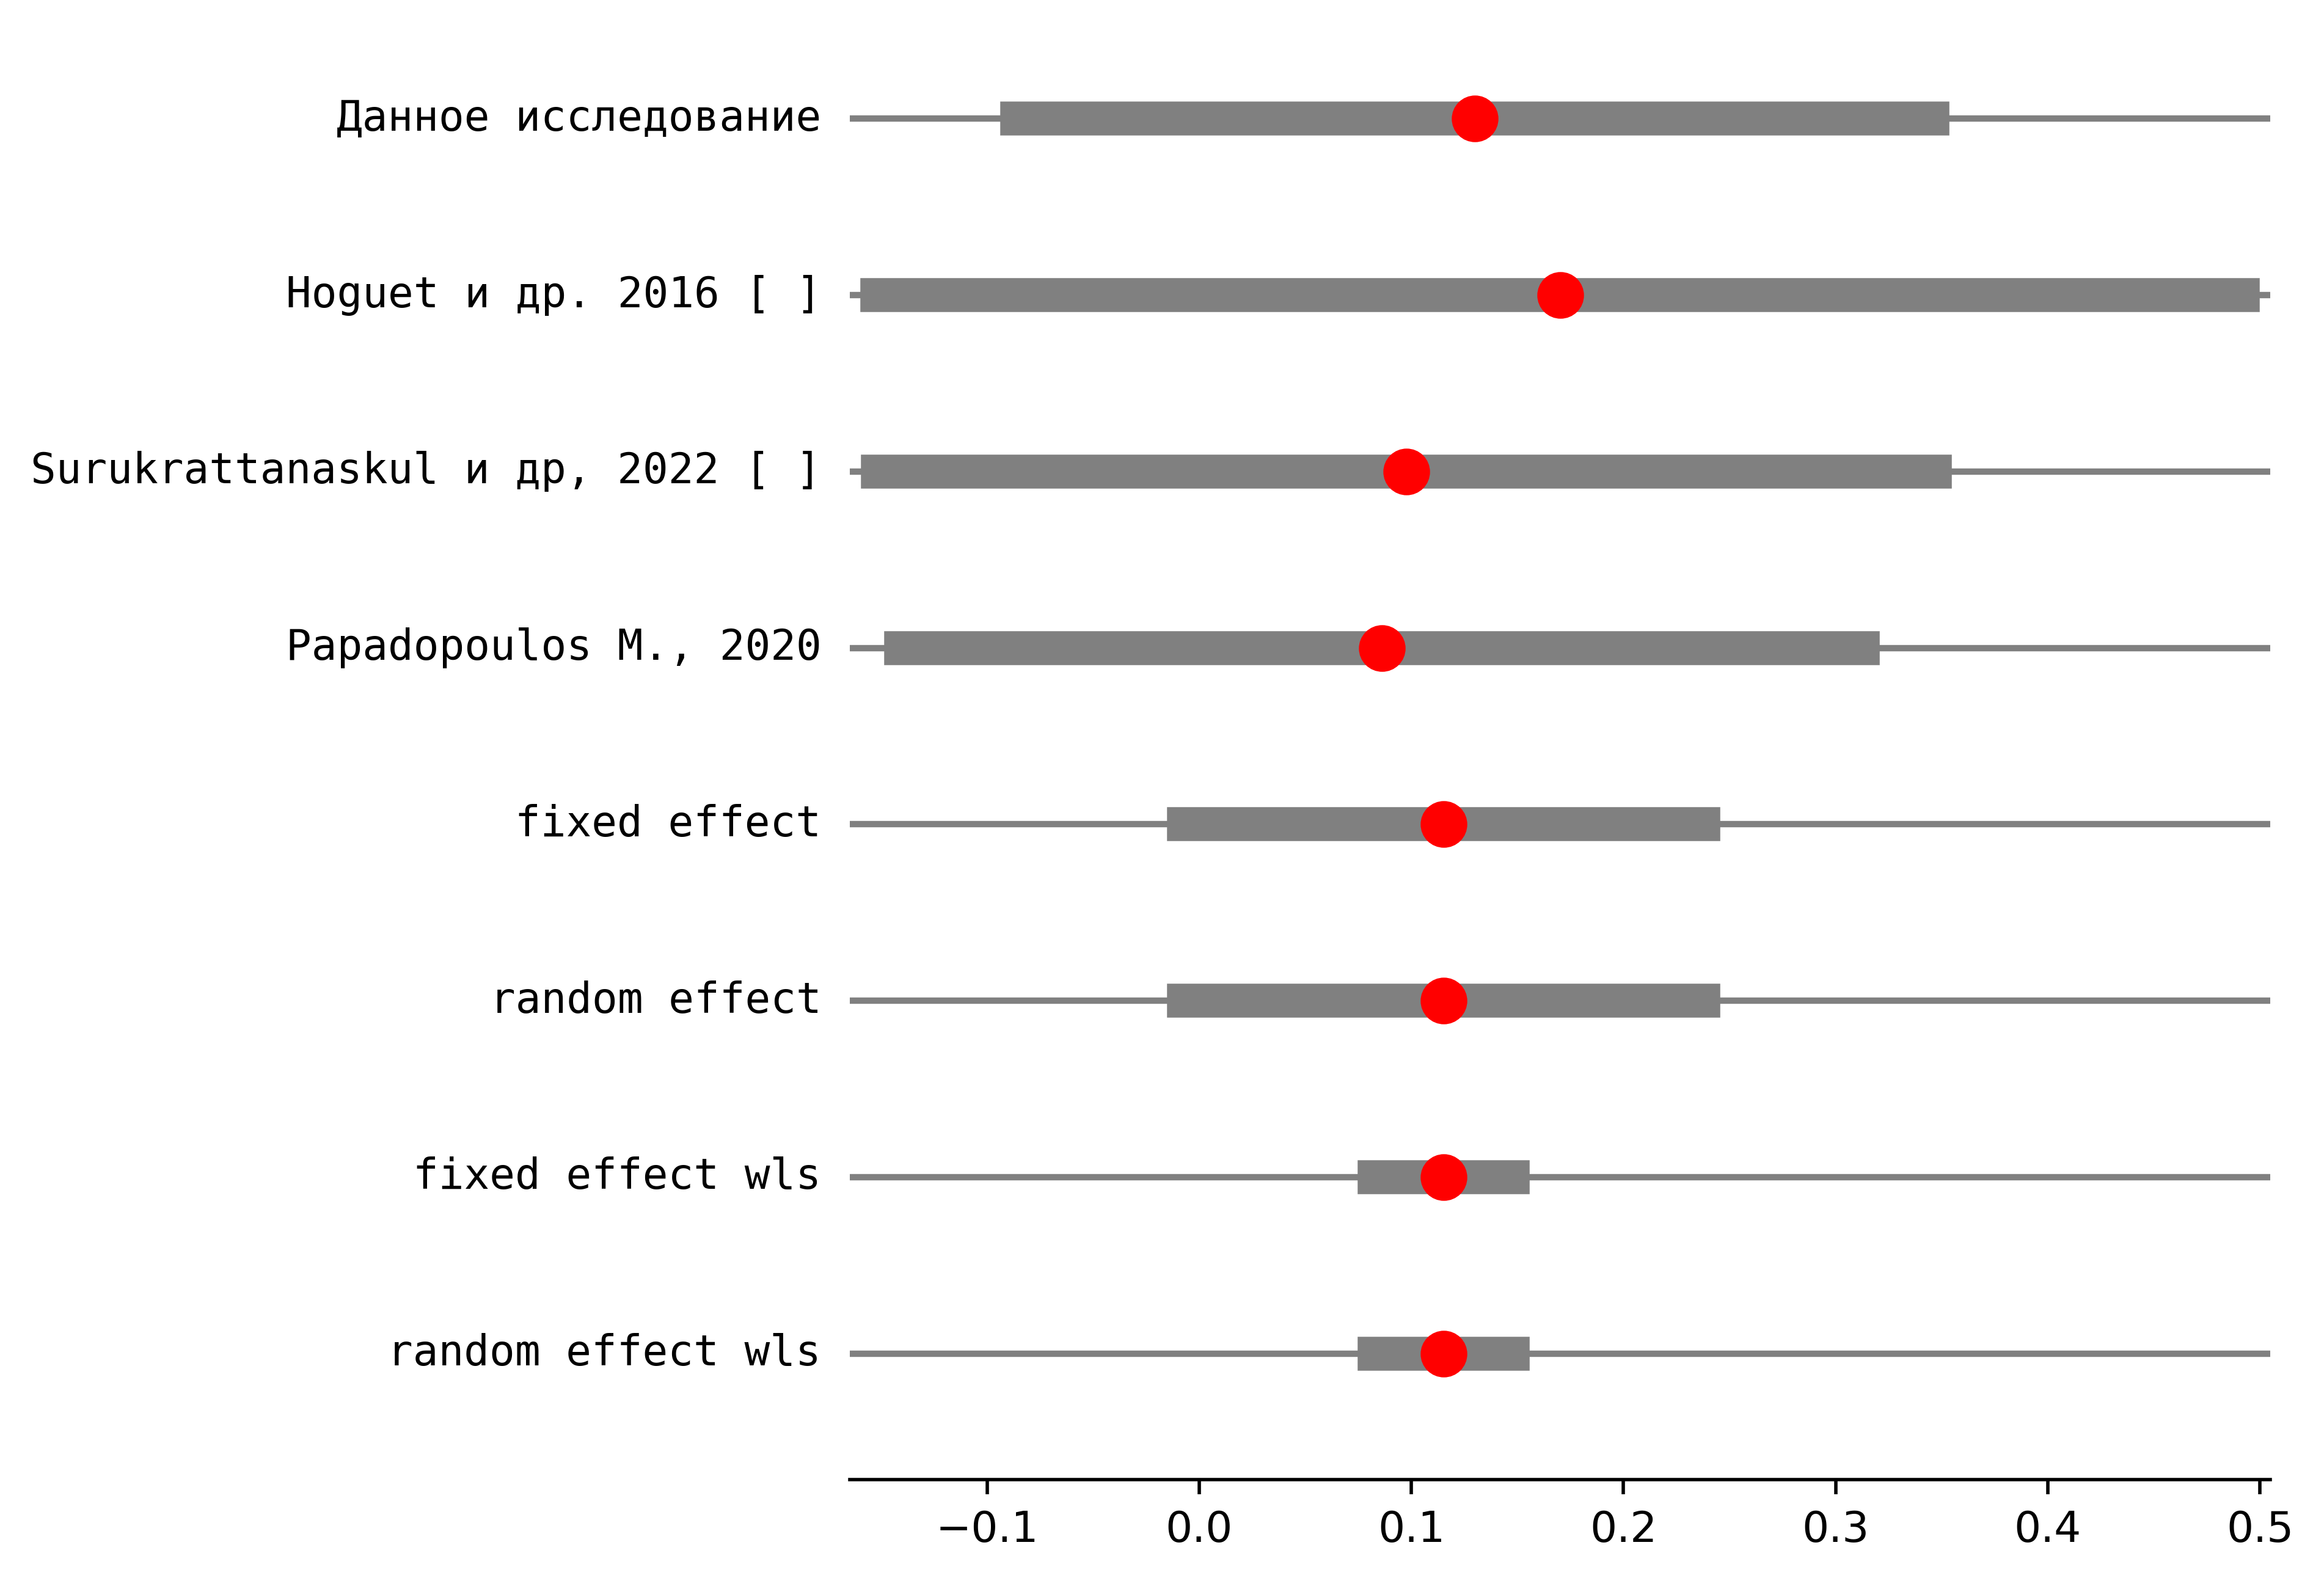 Данное исследование
Hoguet и др. 2016 [ ]
Surukrattanaskul и др, 2022 [ ]
Papadopoulos M., 2020
fixed effect
random effect
fixed effect wls
random effect wls
−0.1 0.0 0.1 0.2 0.3 0.4 0.5